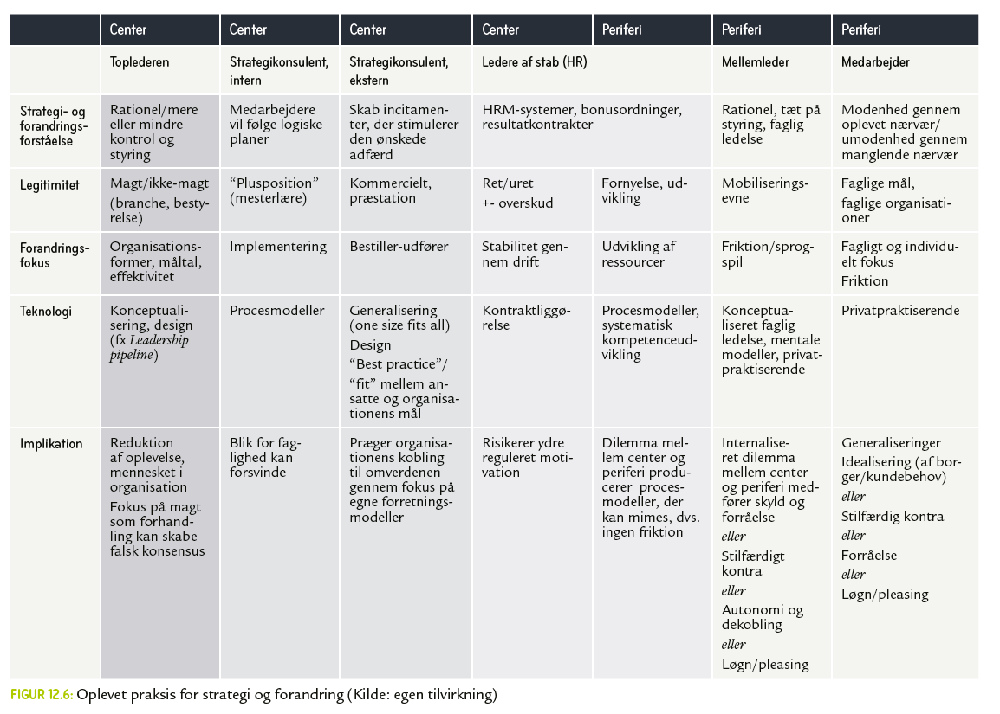 Center
Center
Center
Center
Periferi
Periferi
Periferi
Toplederen
Strategikonsulent,
intern
Strategikonsulent,
ekstern
Ledere af stab (HR)
Mellemleder
Medarbejder
Strategi- og
forandrings-
forståelse
Rationel/mere
eller mindre
kontrol og
styring
Medarbejdere
vil følge logiske
planer
Skab incitamen-
ter, der stimulerer
den ønskede
adfærd
HRM-systemer, bonusordninger,
resultatkontrakter
Rationel, tæt på
styring, faglig
ledelse
Modenhed gennem
oplevet nærvær/
umodenhed gennem
manglende nærvær
Legitimitet
Magt/ikke-magt
(branche, besty-
relse)
“Plusposition”
(mesterlære)
Kommercielt,
præstation
Ret/uret
+- overskud
Fornyelse, ud-
vikling
Mobiliserings-
evne
Faglige mål,
faglige organisati-
oner
Forandrings-
fokus
Organisations-
former, måltal,
effektivitet
Implementering
Bestiller-udfører
Stabilitet gen-
nem drift
Udvikling af
ressourcer
Friktion/sprog-
spil
Fagligt og individu-
elt fokus
Friktion
Teknologi
Konceptuali-
sering, design
(fx Leadership
pipeline)
Procesmodeller
Generalisering
(one size fits all)
Design
“Best practice”/
“fit” mellem an-
satte og organisa-
tionens mål
Kontraktliggø-
relse
Procesmodeller,
systematisk
kompetenceud-
vikling
Konceptua-
liseret faglig
ledelse, mentale
modeller, privat-
praktiserende
Privatpraktiserende
Implikation
Reduktion
af oplevelse,
mennesket i
organisation
Fokus på magt
som forhand-
ling kan skabe
falsk konsensus
Blik for fag-
lighed kan
forsvinde
Præger organisa-
tionens kobling
til omverdenen
gennem fokus på
egne forretnings-
modeller
Risikerer ydre
reguleret moti-
vation
Dilemma mel-
lem center og
periferi produ-
cerer proces-
modeller, der
kan mimes, dvs.
ingen friktion
Internalise-
ret dilemma
mellem center
og periferi med-
fører skyld og
forråelse
eller
Stilfærdigt
kontra
eller
Autonomi og
dekobling
eller
Løgn/pleasing
Generaliseringer
Idealisering (af bor-
ger/kundebehov)
eller
Stilfærdig kontra
eller
Forråelse
eller
Løgn/pleasing
FIGUR 12.6: Oplevet praksis for strategi og forandring (Kilde: egen tilvirkning)